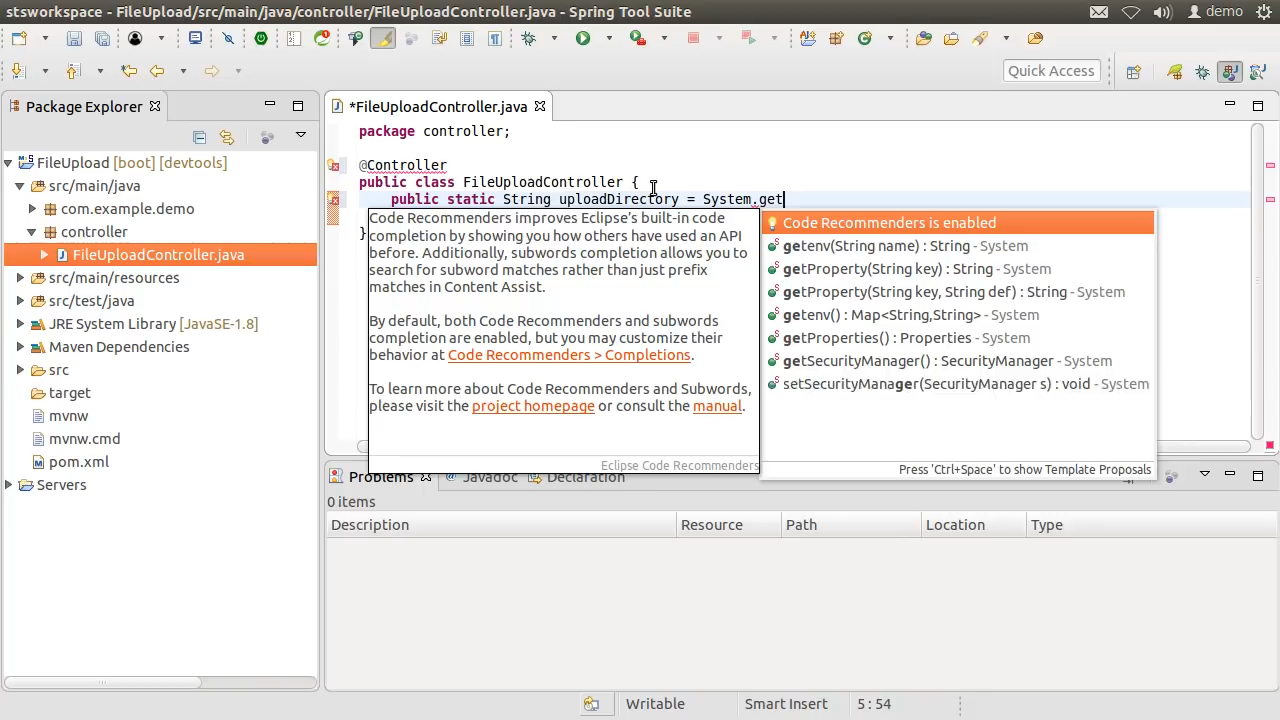 stsworkspace - FileUpload/src/main/java/controller/FileUploadController.java - Spring Tool Suite
demo
Quick Access
Package Explorer
*FileUploadController.java
FileUpload [boot] [devtools]
src/main/java
com.example.demo
controller
FileUploadController.java
src/main/resources
src/test/java
JRE System Library [JavaSE-1.8]
Maven Dependencies
src
target
mvnw
mvnw.cmd
pom.xml
Servers
package controller;
@Controller
public class FileUploadController {
public static String uploadDirectory = System.get
}
Code Recommenders improves Eclipse's built-in code
completion by showing you how others have used an API
before. Additionally, subwords completion allows you to
search for subword matches rather than just prefix
matches in Content Assist.
By default, both Code Recommenders and subwords
completion are enabled, but you may customize their
behavior at Code Recommenders > Completions.
To learn more about Code Recommenders and Subwords,
please visit the project homepage or consult the manual.
Eclipse Code Recommenders
Code Recommenders is enabled
getenv(String name) : String - System
getProperty(String key) : String - System
getProperty(String key, String def) : String - System
getenv() : Map<String,String> - System
getProperties() : Properties - System
getSecurityManager() : SecurityManager - System
setSecurityManager(SecurityManager s) : void - System
Press 'Ctrl+Space' to show Template Proposals
Problems
Javadoc
Declaration
0 items
Description
Resource
Path
Location
Type
Writable
Smart Insert
5 : 54